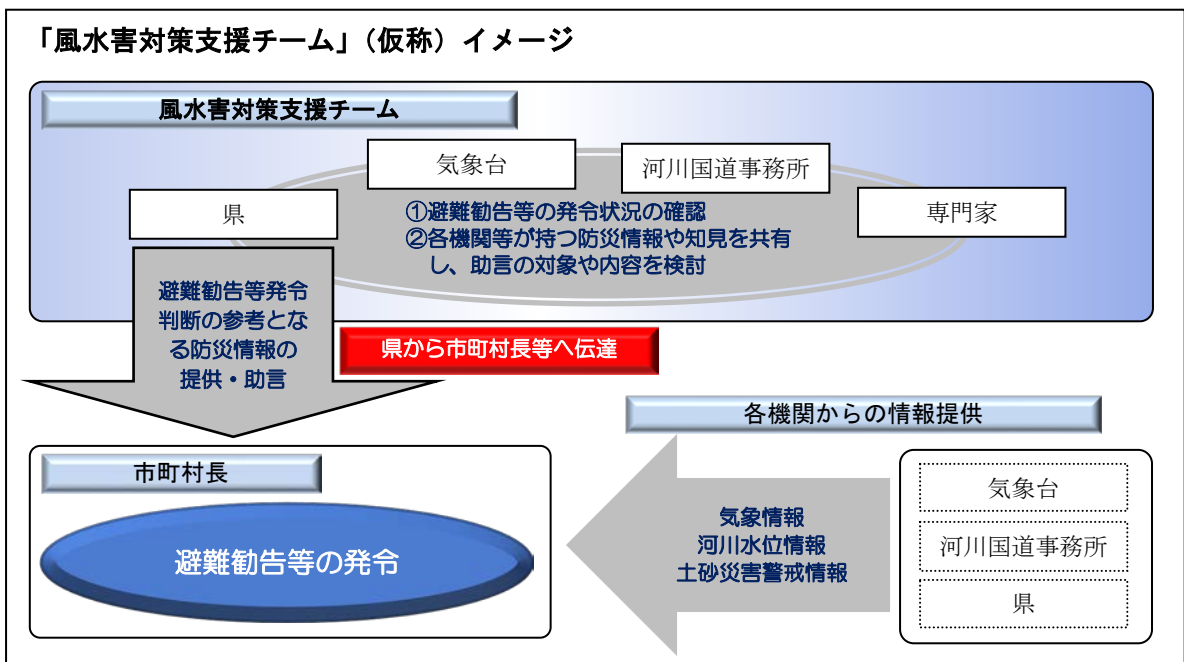 「風水害対策支援チーム」（仮称）イメージ
風水害対策支援チーム
気象台
河川国道事務所
県
専門家
①避難勧告等の発令状況の確認
②各機関等が持つ防災情報や知見を共有
し、助言の対象や内容を検討
避難勧告等発令
判断の参考とな
る防災情報の
提供・助言
県から市町村長等へ伝達
各機関からの情報提供
市町村長
避難勧告等の発令
気象情報
河川水位情報
土砂災害警戒情報
気象台
河川国道事務所
県